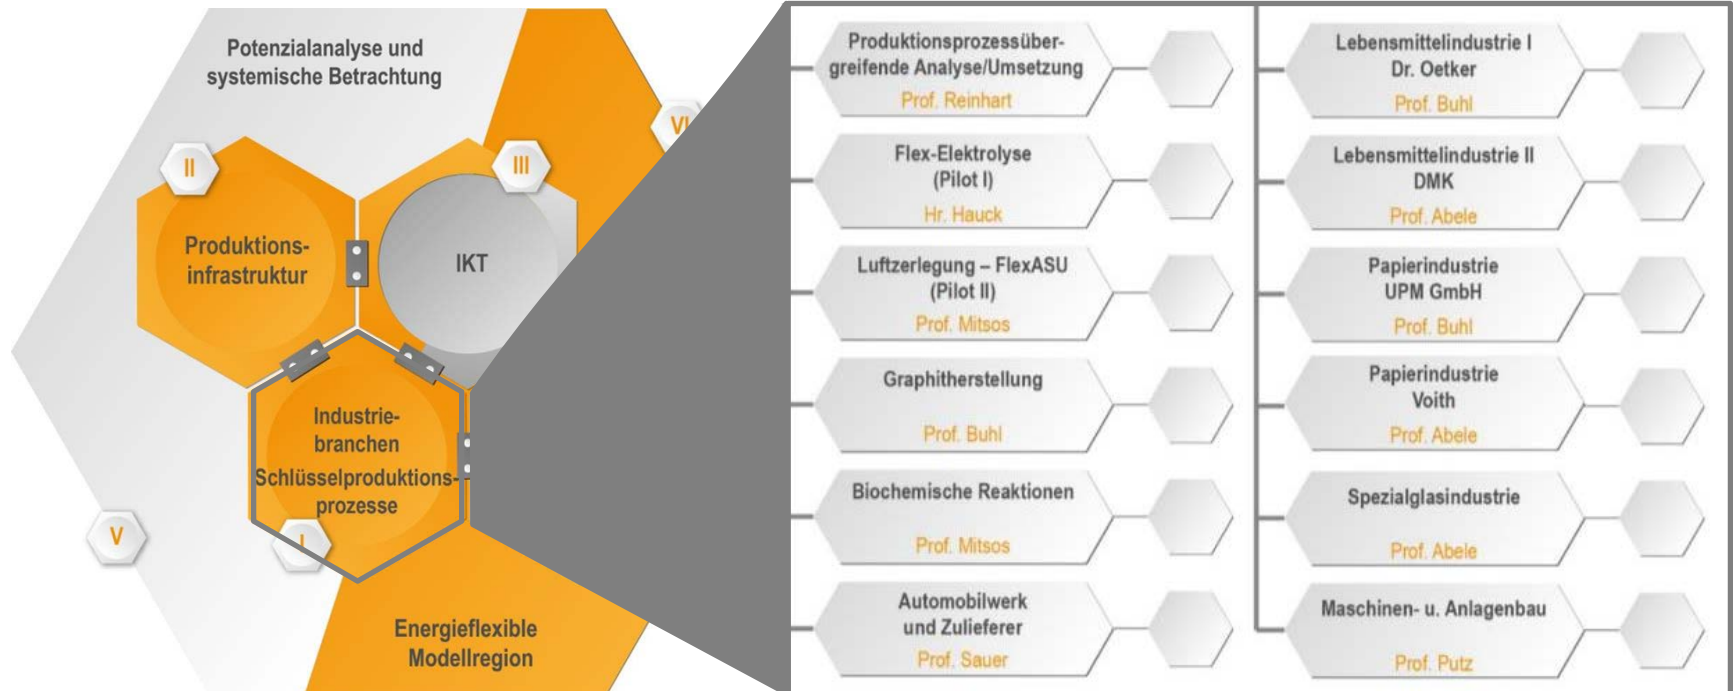 Potenzialanalyse und
systemische Betrachtung
II
III
VI
Produktions-
infrastruktur
IKT
Industrie-
branchen
Schlüsselproduktions-
prozesse
V
I
Energieflexible
Modellregion
Produktionsprozessüber-
greifende Analyse/Umsetzung
Prof. Reinhart
Flex-Elektrolyse
(Pilot I)
Hr. Hauck
Luftzerlegung – FlexASU
(Pilot II)
Prof. Mitsos
Graphitherstellung
Prof. Buhl
Biochemische Reaktionen
Prof. Mitsos
Automobilwerk
und Zulieferer
Prof. Sauer
Lebensmittelindustrie I
Dr. Oetker
Prof. Buhl
Lebensmittelindustrie II
DMK
Prof. Abele
Papierindustrie
UPM GmbH
Prof. Buhl
Papierindustrie
Voith
Prof. Abele
Spezialglasindustrie
Prof. Abele
Maschinen- u. Anlagenbau
Prof. Putz